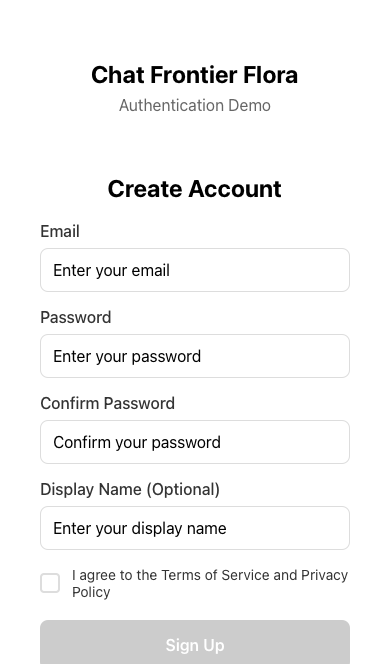 Chat Frontier Flora
Authentication Demo
Create Account
Email
Enter your email
Password
Enter your password
Confirm Password
Confirm your password
Display Name (Optional)
Enter your display name
I agree to the Terms of Service and Privacy
Policy
Sign Up